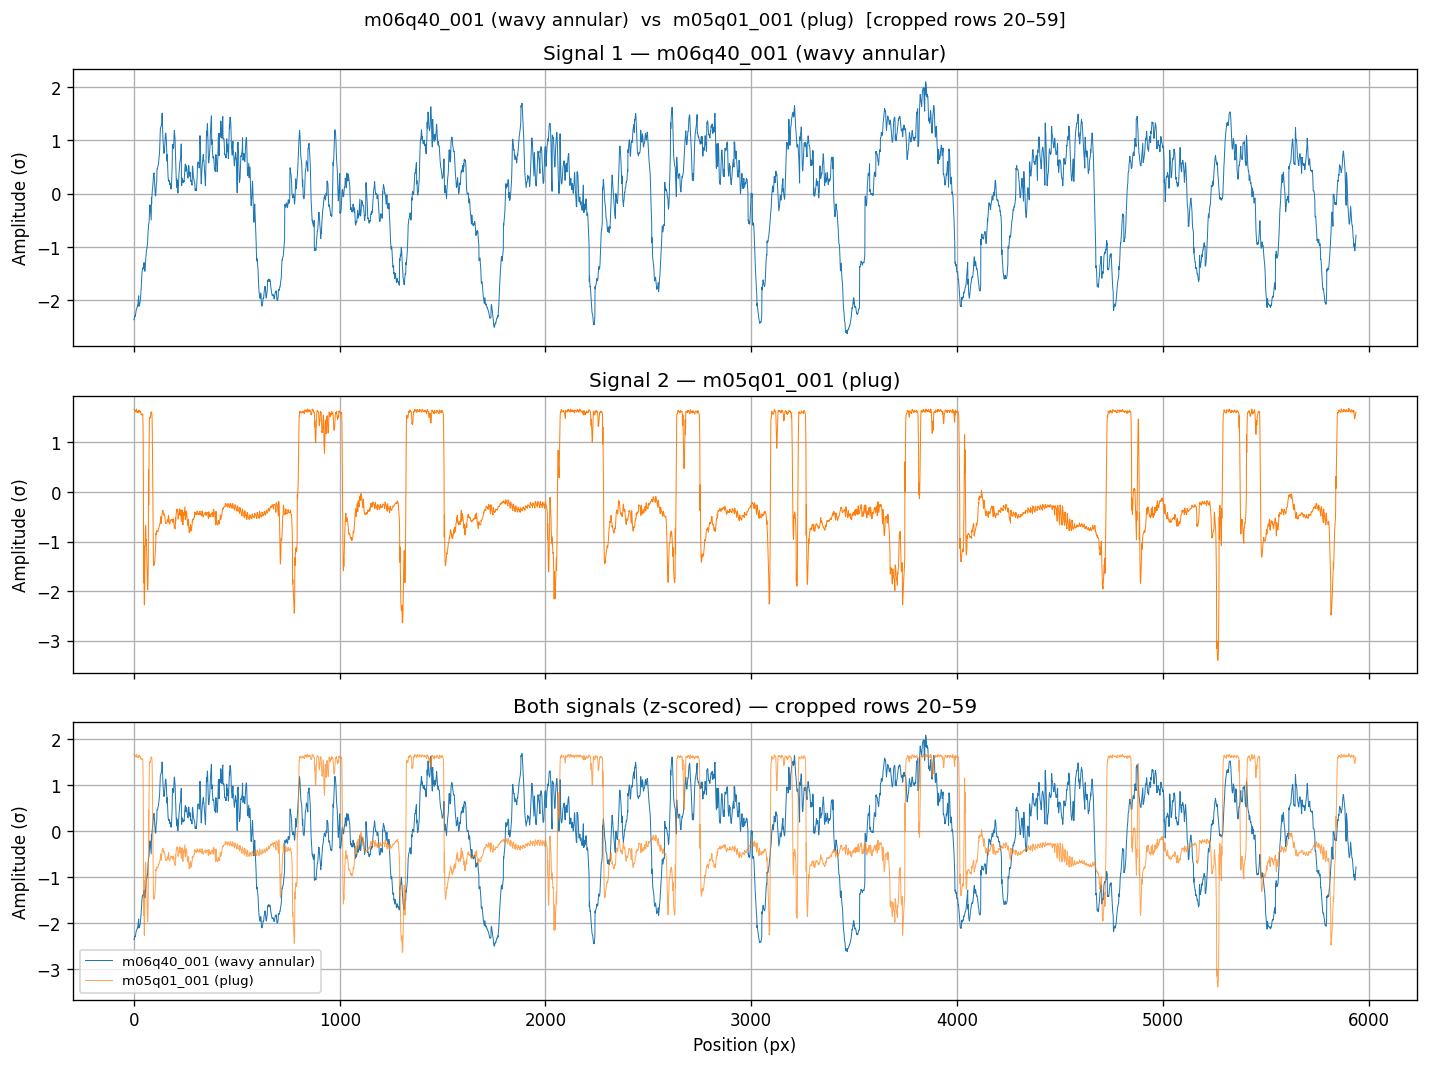 m06q40_001 (wavy annular)  vs  m05q01_001 (plug)  [cropped rows 20–59]
Signal 1 — m06q40_001 (wavy annular)
Amplitude (σ)
2
1
0
−1
−2
Signal 2 — m05q01_001 (plug)
Amplitude (σ)
1
0
−1
−2
−3
Both signals (z-scored) — cropped rows 20–59
Amplitude (σ)
2
1
0
−1
−2
−3
m06q40_001 (wavy annular)
m05q01_001 (plug)
0 1000 2000 3000 4000 5000 6000
Position (px)